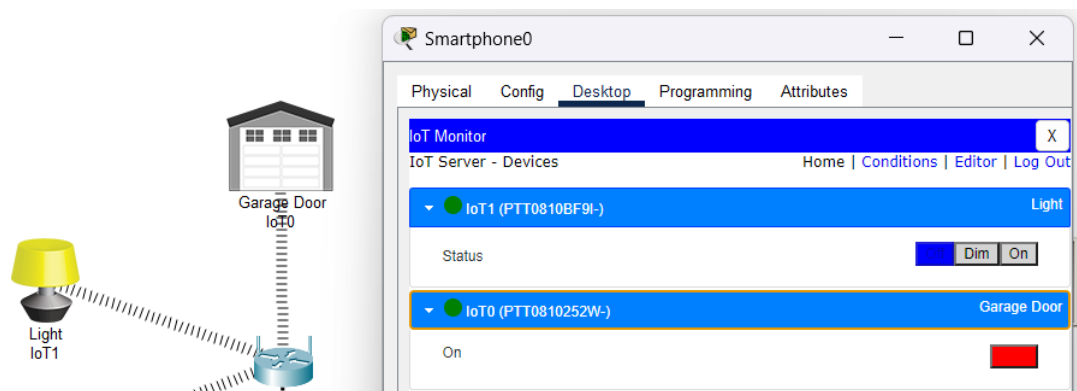 Smartphone0
Physical Config Desktop Programming Attributes
IoT Monitor X
IoT Server - Devices Home | Conditions | Editor | Log Out
IoT1 (PTT0810BF9I-) Light
Status Dim On
IoT0 (PTT0810252W-) Garage Door
On
Garage Door
IoT0
Light
IoT1